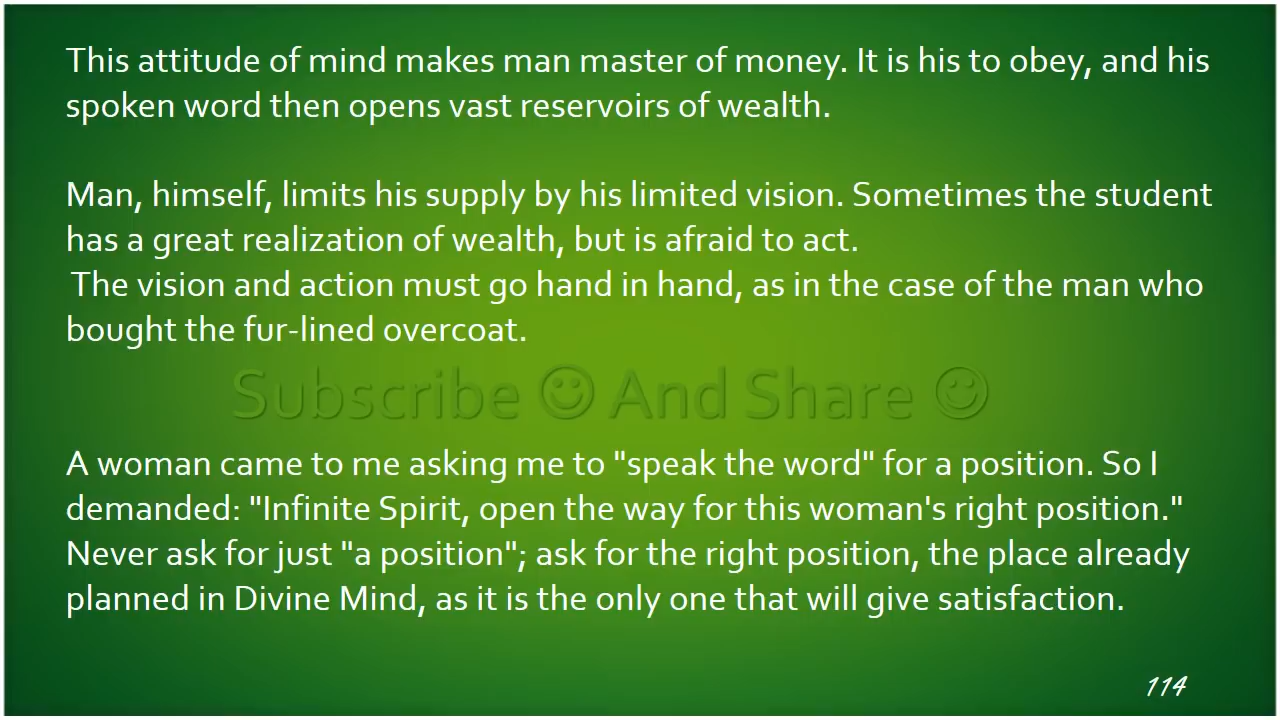 This attitude of mind makes man master of money. It is his to obey, and his
spoken word then opens vast reservoirs of wealth.
Man, himself, limits his supply by his limited vision. Sometimes the student
has a great realization of wealth, but is afraid to act.
The vision and action must go hand in hand, as in the case of the man who
bought the fur-lined overcoat.
Subscribe ☺ And Share ☺
A woman came to me asking me to "speak the word" for a position. So I
demanded: "Infinite Spirit, open the way for this woman's right position."
Never ask for just "a position"; ask for the right position, the place already
planned in Divine Mind, as it is the only one that will give satisfaction.
114